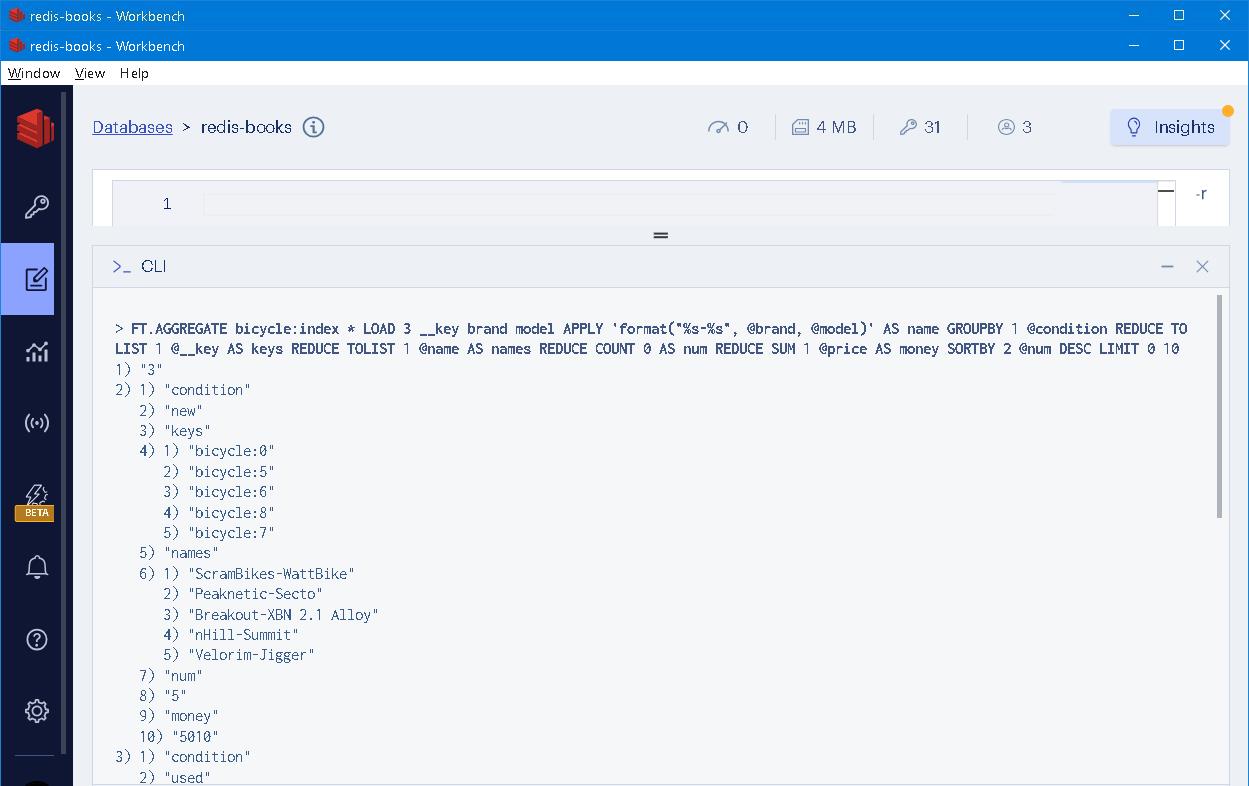 redis-books - Workbench
redis-books - Workbench
Window View Help
Databases > redis-books
0 4 MB 31 3 Insights
1
-r
>_ CLI
> FT.AGGREGATE bicycle:index * LOAD 3 __key brand model APPLY 'format("%s-%s", @brand, @model)' AS name GROUPBY 1 @condition REDUCE TO
LIST 1 @__key AS keys REDUCE TOLIST 1 @name AS names REDUCE COUNT 0 AS num REDUCE SUM 1 @price AS money SORTBY 2 @num DESC LIMIT 0 10
1) "3"
2) 1) "condition"
2) "new"
3) "keys"
4) 1) "bicycle:0"
2) "bicycle:5"
3) "bicycle:6"
4) "bicycle:8"
5) "bicycle:7"
5) "names"
6) 1) "ScramBikes-WattBike"
2) "Peaknetic-Secto"
3) "Breakout-XBN 2.1 Alloy"
4) "nHill-Summit"
5) "Velorim-Jigger"
7) "num"
8) "5"
9) "money"
10) "5010"
3) 1) "condition"
2) "used"
BETA